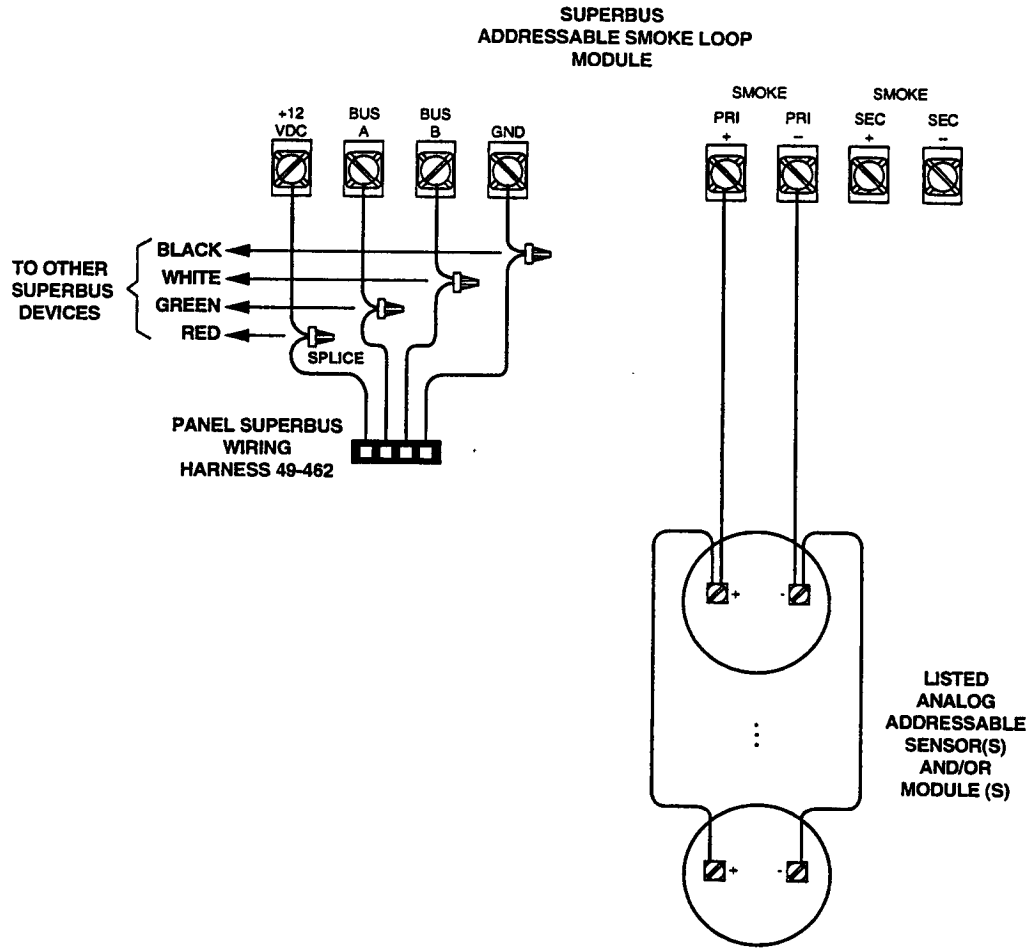 SUPERBUS
ADDRESSABLE SMOKE LOOP
MODULE
SMOKE SMOKE
+12
VDC
BUS
A
BUS
B
GND
PRI
+
PRI
–
SEC
+
SEC
--
BLACK
WHITE
GREEN
RED
TO OTHER
SUPERBUS
DEVICES
SPLICE
PANEL SUPERBUS
WIRING
HARNESS 49-462
+ -
LISTED
ANALOG
ADDRESSABLE
SENSOR(S)
AND/OR
MODULE (S)
+ -